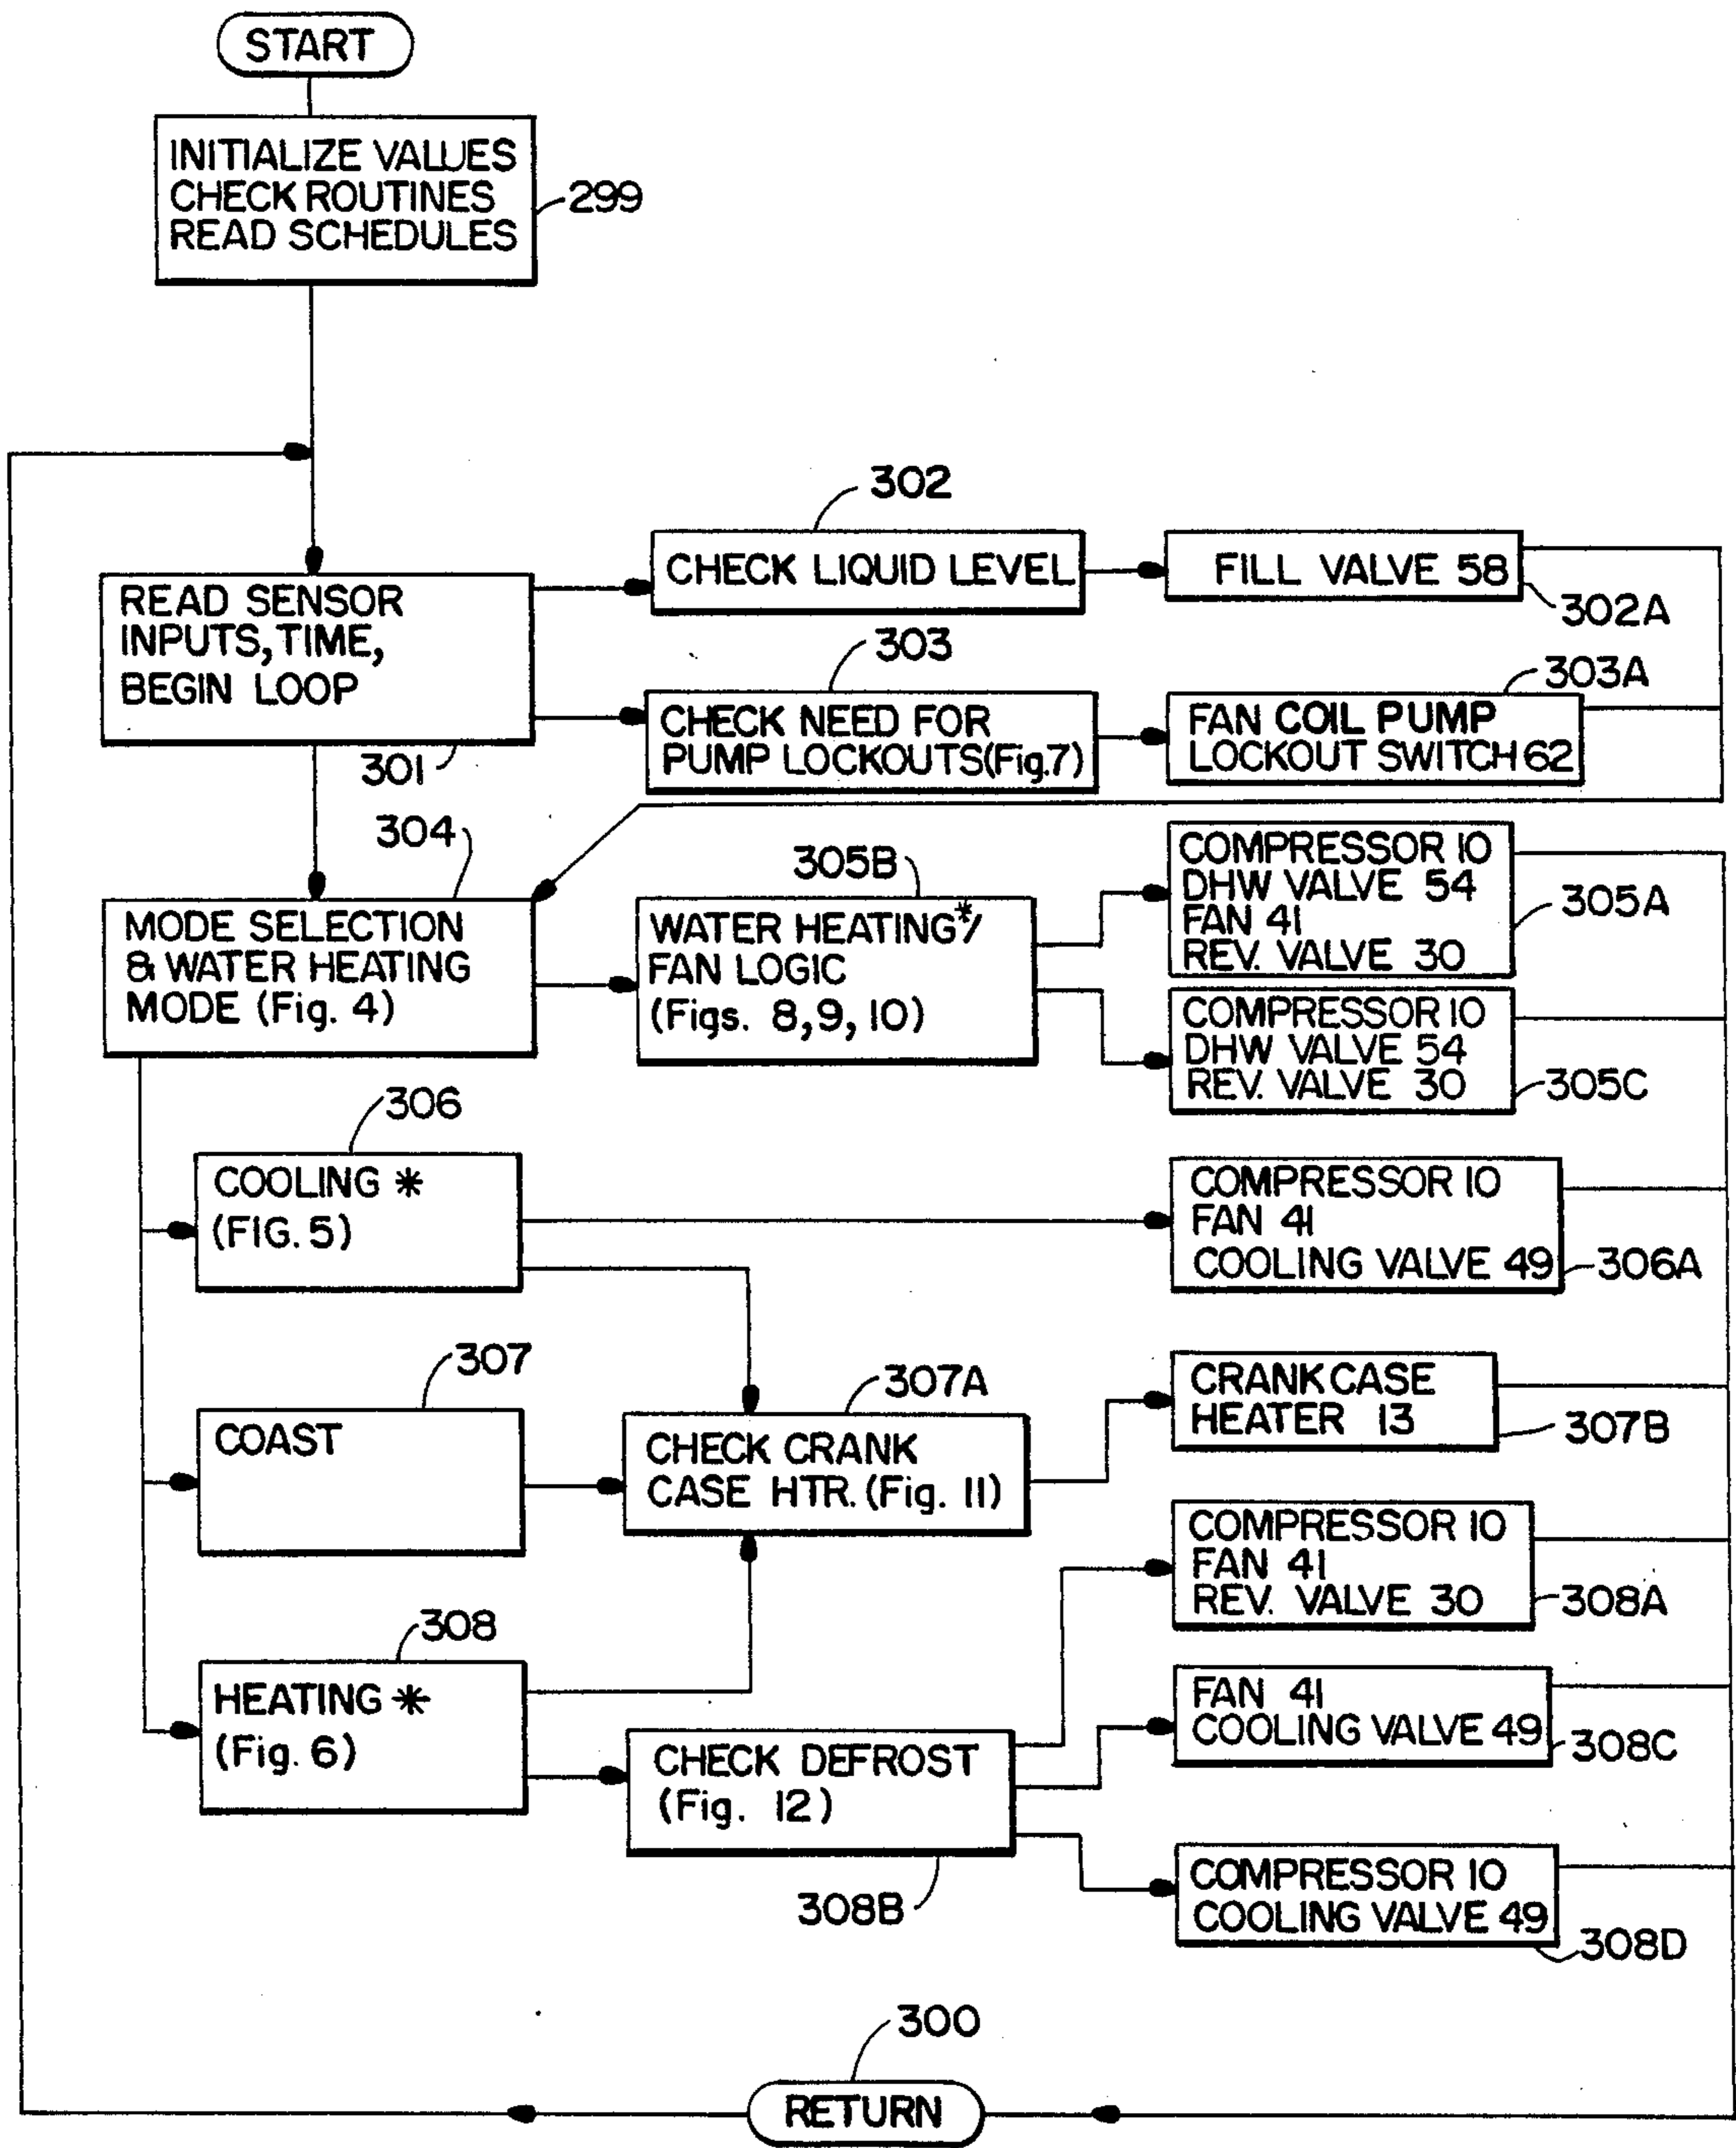 START
INITIALIZE VALUES
CHECK ROUTINES
READ SCHEDULES
299
302
CHECK LIQUID LEVEL
FILL VALVE 58
302A
READ SENSOR
INPUTS, TIME,
BEGIN LOOP
301
303
CHECK NEED FOR
PUMP LOCKOUTS (Fig.7)
303A
FAN COIL PUMP
LOCKOUT SWITCH 62
304
MODE SELECTION
& WATER HEATING
MODE (Fig. 4)
305B
WATER HEATING*/
FAN LOGIC
(Figs. 8, 9, 10)
COMPRESSOR 10
DHW VALVE 54
FAN 41
REV. VALVE 30
305A
COMPRESSOR 10
DHW VALVE 54
REV. VALVE 30
305C
306
COOLING *
(FIG. 5)
COMPRESSOR 10
FAN 41
COOLING VALVE 49
306A
307
COAST
307A
CHECK CRANK
CASE HTR. (Fig. 11)
CRANK CASE
HEATER 13
307B
COMPRESSOR 10
FAN 41
REV. VALVE 30
308A
308
HEATING *
(Fig. 6)
CHECK DEFROST
(Fig. 12)
308B
FAN 41
COOLING VALVE 49
308C
COMPRESSOR 10
COOLING VALVE 49
308D
300
RETURN